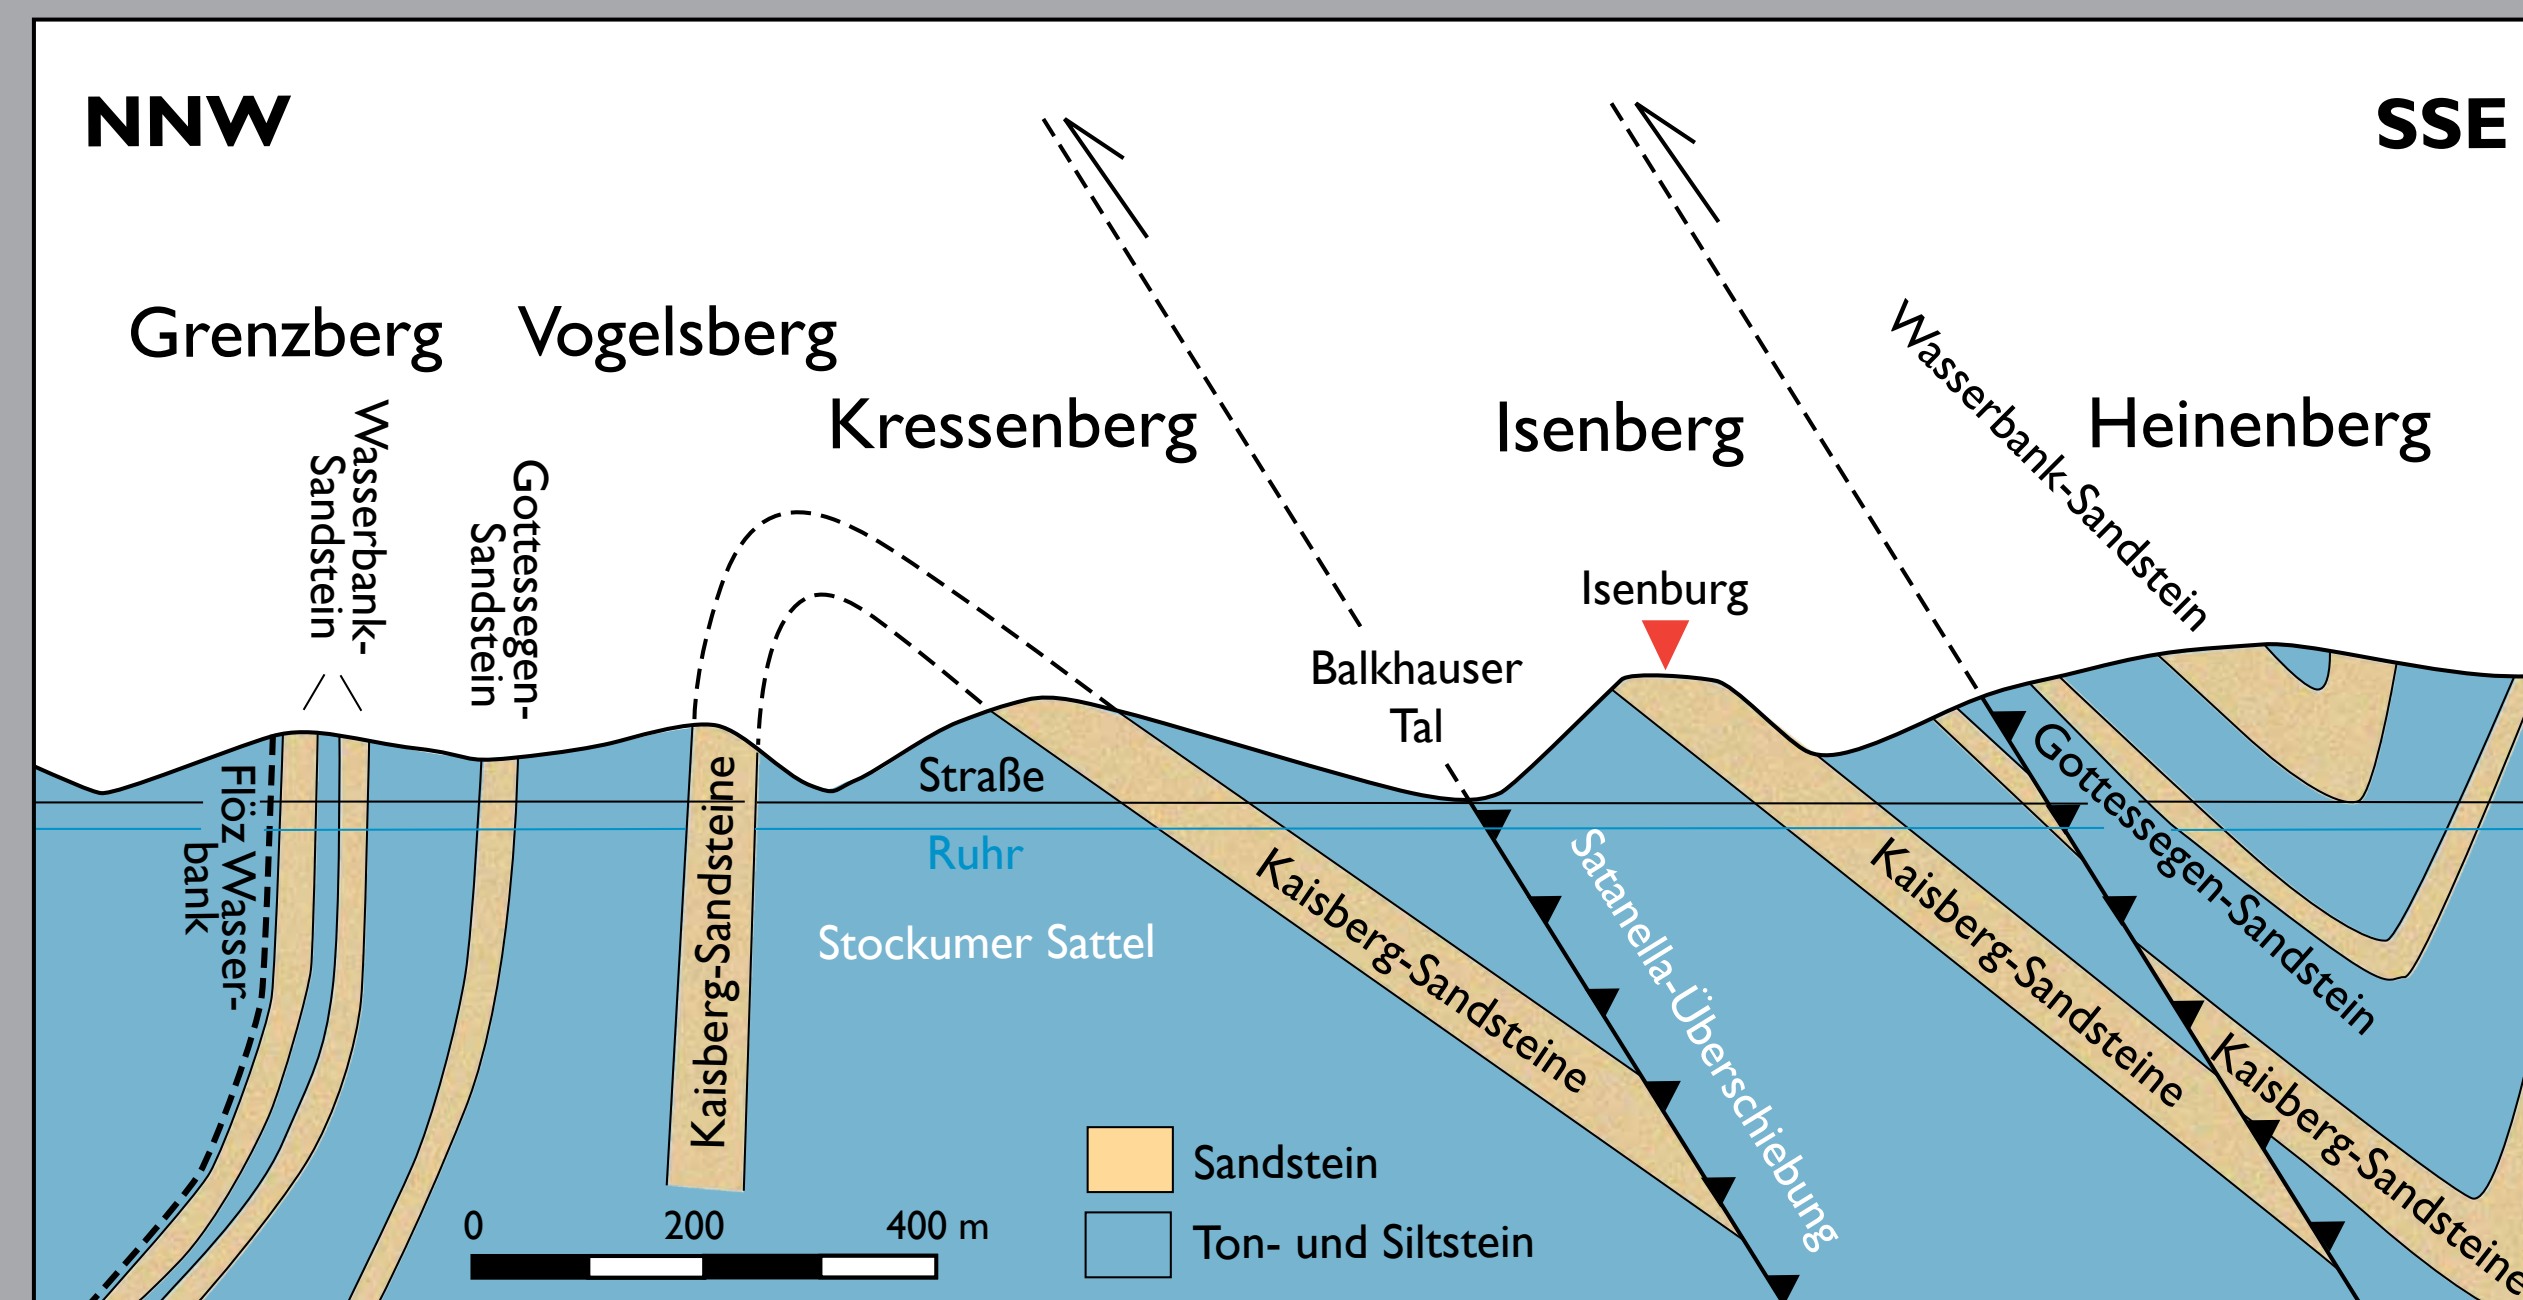 NNW
SSE
Grenzberg
Vogelsberg
Kressenberg
Isenberg
Heinenberg
Wasserbank-
Sandstein
Gottessegen-
Sandstein
Wasserbank-Sandstein
Isenburg
Balkhauser
Tal
Flöz Wasser-
bank
Straße
Ruhr
Stockumer Sattel
Kaisberg-Sandsteine
Kaisberg-Sandsteine
Satanella-Überschiebung
Kaisberg-Sandsteine
Gottessegen-Sandstein
Kaisberg-Sandsteine
0 200 400 m
Sandstein
Ton- und Siltstein